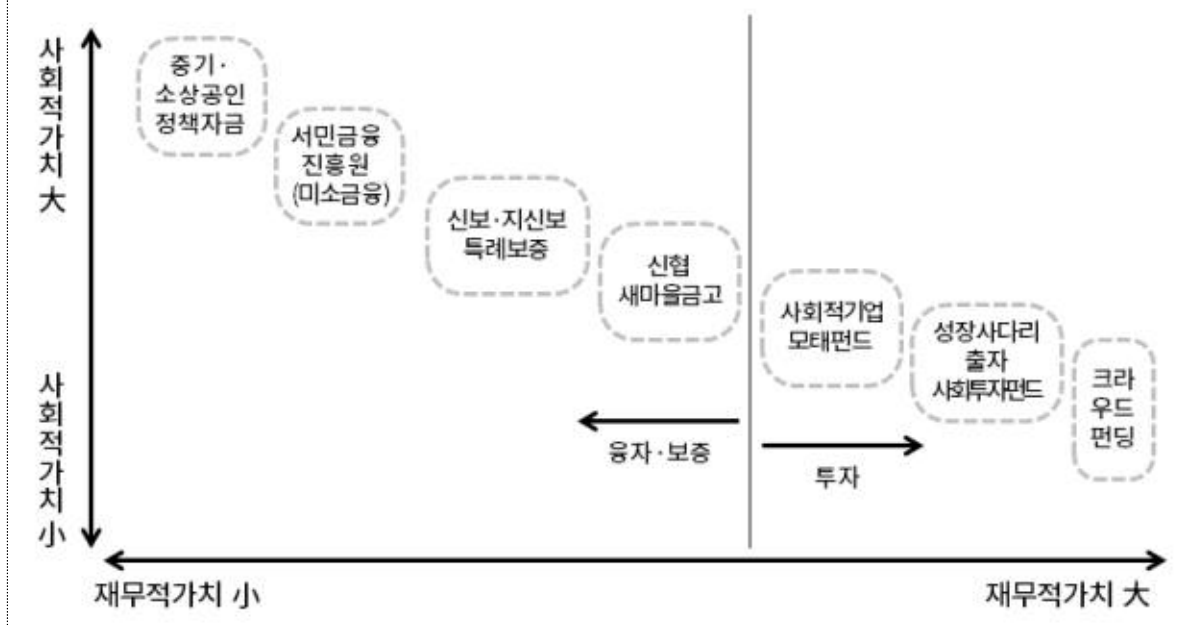 사회적가치 大
중기·
소상공인
정책자금
서민금융
진흥원
(미소금융)
신보·지신보
특례보증
신협
새마을금고
사회적기업
모태펀드
성장사다리
출자
사회투자펀드
크라
우드
펀딩
융자·보증
투자
사회적가치 小
재무적가치 小
재무적가치 大